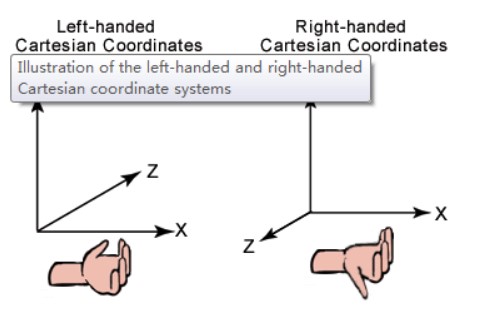 Left-handed
Cartesian Coordinates
Right-handed
Cartesian Coordinates
Illustration of the left-handed and right-handed
Cartesian coordinate systems
Z
X
X
Z